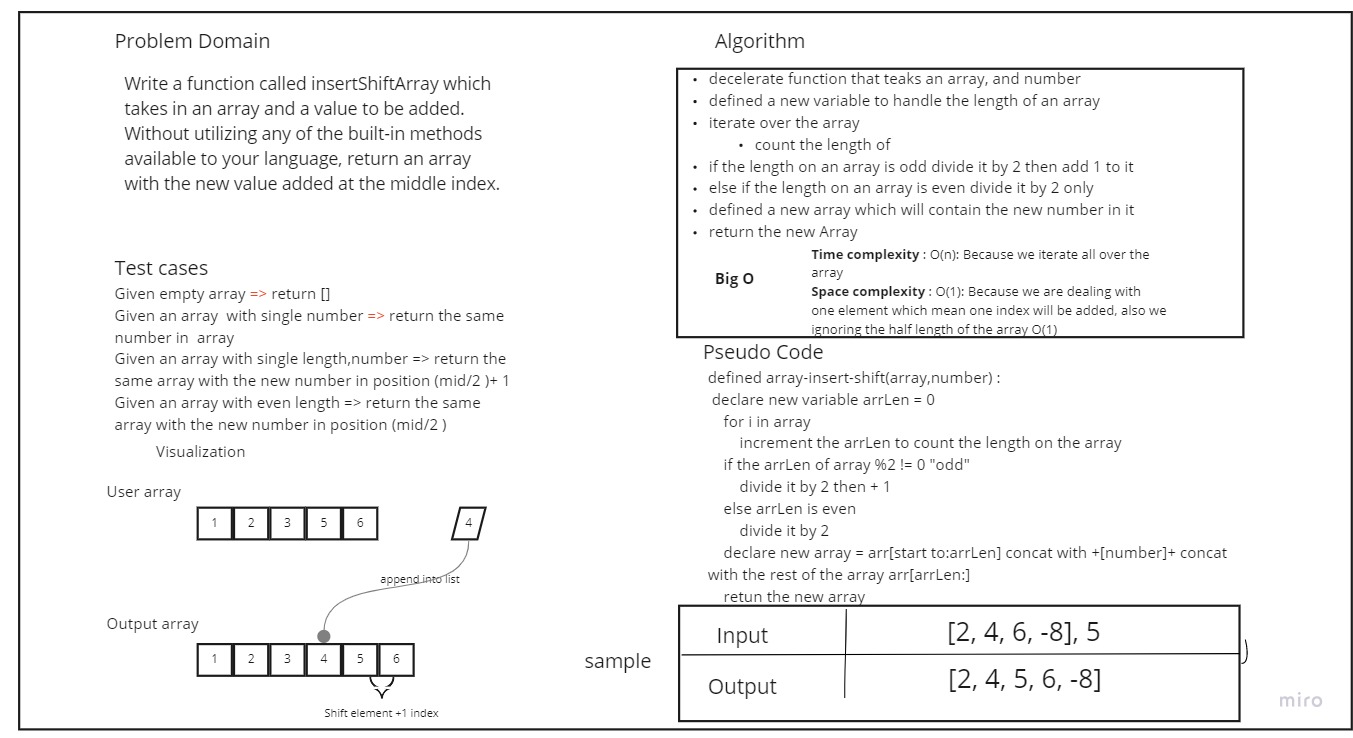 Problem Domain
Write a function called insertShiftArray which
takes in an array and a value to be added.
Without utilizing any of the built-in methods
available to your language, return an array
with the new value added at the middle index.
Test cases
Given empty array => return []
Given an array with single number => return the same
number in array
Given an array with single length,number => return the
same array with the new number in position (mid/2 )+ 1
Given an array with even length => return the same
array with the new number in position (mid/2 )
Visualization
User array
1 2 3 5 6
4
append into list
Output array
1 2 3 4 5 6
Shift element +1 index
Algorithm
• decelerate function that teaks an array, and number
• defined a new variable to handle the length of an array
• iterate over the array
• count the length of
• if the length on an array is odd divide it by 2 then add 1 to it
• else if the length on an array is even divide it by 2 only
• defined a new array which will contain the new number in it
• return the new Array
Big O
Time complexity : O(n): Because we iterate all over the
array
Space complexity : O(1): Because we are dealing with
one element which mean one index will be added, also we
ignoring the half length of the array O(1)
Pseudo Code
defined array-insert-shift(array,number) :
declare new variable arrLen = 0
for i in array
increment the arrLen to count the length on the array
if the arrLen of array %2 != 0 "odd"
divide it by 2 then + 1
else arrLen is even
divide it by 2
declare new array = arr[start to:arrLen] concat with +[number]+ concat
with the rest of the array arr[arrLen:]
retun the new array
sample
Input [2, 4, 6, -8], 5
Output [2, 4, 5, 6, -8]
miro